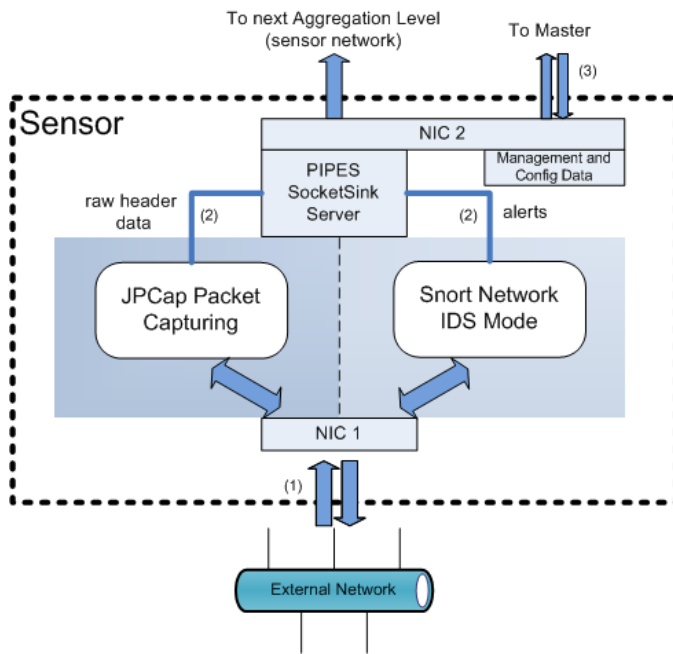 To next Aggregation Level
(sensor network)
To Master
(3)
Sensor
NIC 2
Management and
Config Data
PIPES
SocketSink
Server
raw header
data
(2)
(2)
alerts
JPCap Packet
Capturing
Snort Network
IDS Mode
NIC 1
(1)
External Network